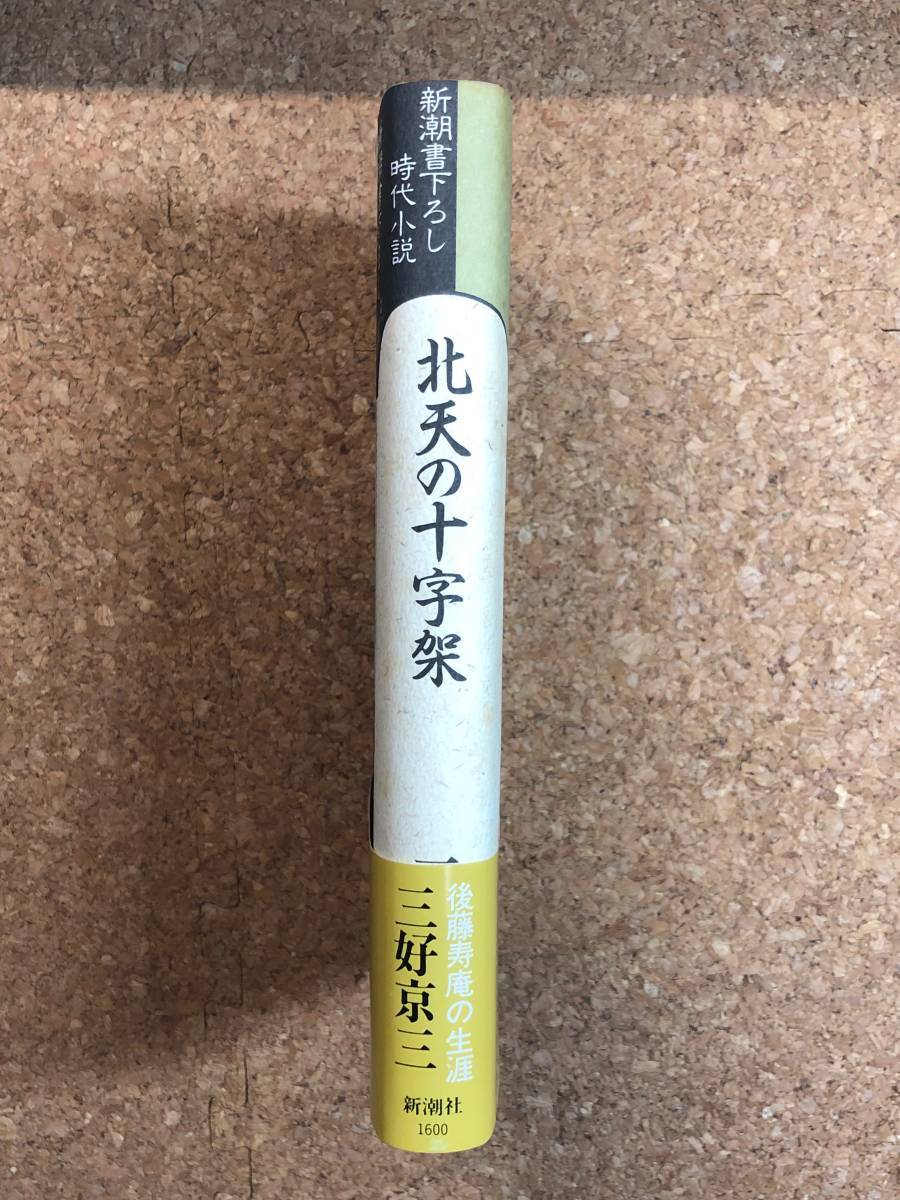 新潮書下ろし
時代小説
北天の十字架
後藤寿庵の生涯
三好京三
新潮社
1600